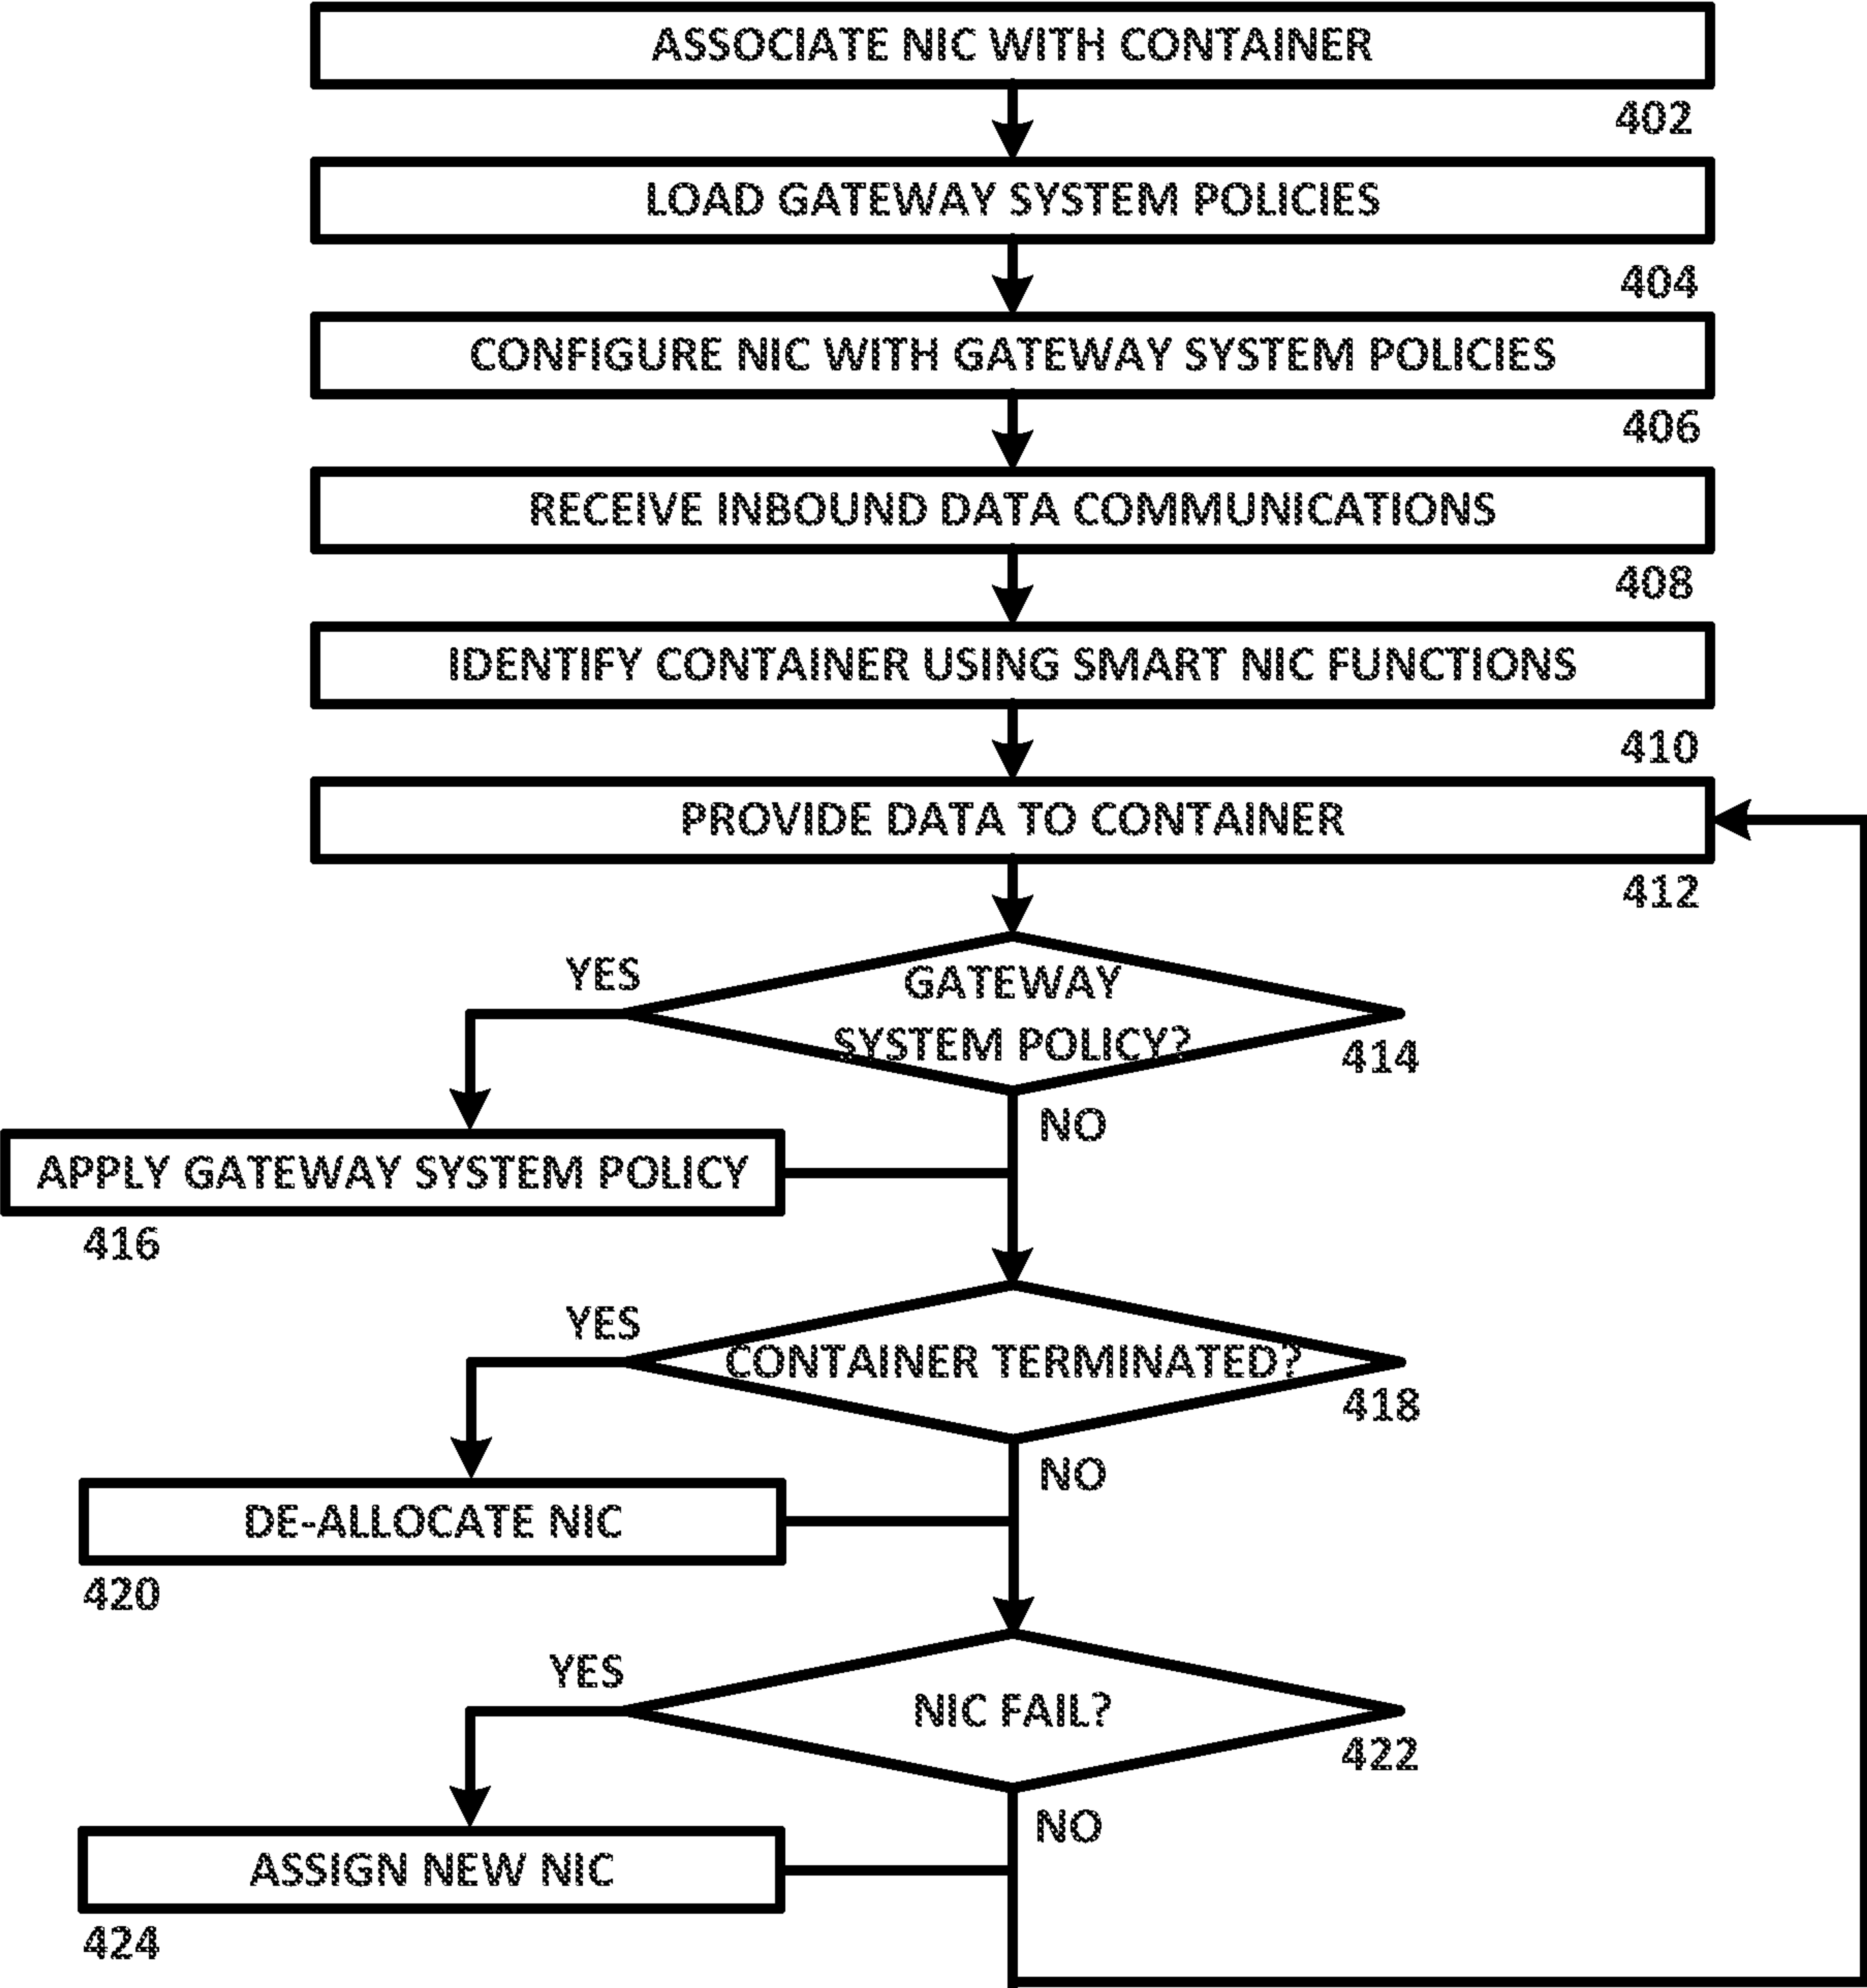 ASSOCIATE NIC WITH CONTAINER
402
LOAD GATEWAY SYSTEM POLICIES
404
CONFIGURE NIC WITH GATEWAY SYSTEM POLICIES
406
RECEIVE INBOUND DATA COMMUNICATIONS
408
IDENTIFY CONTAINER USING SMART NIC FUNCTIONS
410
PROVIDE DATA TO CONTAINER
412
YES
GATEWAY
SYSTEM POLICY?
414
NO
APPLY GATEWAY SYSTEM POLICY
416
YES
CONTAINER TERMINATED?
418
NO
DE-ALLOCATE NIC
420
YES
NIC FAIL?
422
NO
ASSIGN NEW NIC
424